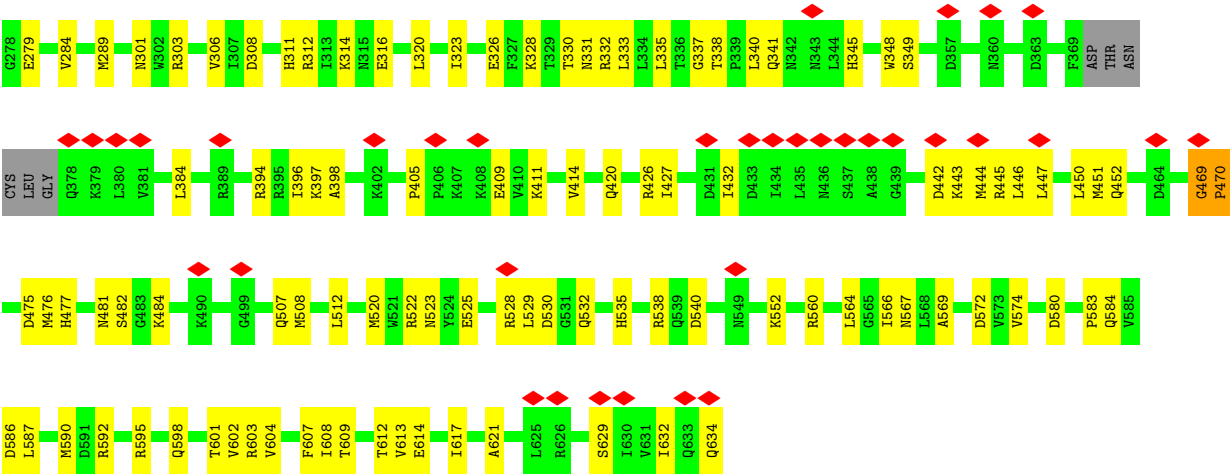 G278 E279 V284 M289 N301 W302 R303 V306 I307 D308 H311 R312 I313 K314 N315 E316 L320 I323 E326 F327 K328 T329 T330 N331 R332 L333 L334 L335 T336 G337 T338 P339 L340 Q341 N342 N343 L344 H345 W348 S349 D357 N360 D363 F369 ASP THR ASN
CYS LEU GLY Q378 K379 L380 V381 L384 R389 R394 R395 I396 K397 A398 K402 P405 P406 K407 K408 E409 V410 K411 V414 Q420 R426 I427 D431 I432 D433 I434 L435 N436 S437 A438 G439 D442 K443 M444 R445 L446 L447 L450 M451 Q452 D464 G469 P470
D475 M476 H477 N481 S482 G483 K484 K490 G499 Q507 M508 L512 M520 W521 R522 N523 Y524 E525 R528 L529 D530 G531 Q532 H535 R538 Q539 D540 N549 K552 R560 L564 G565 I566 N567 L568 A569 D572 V573 V574 D580 P583 Q584 V585
D586 L587 M590 D591 R592 R595 Q598 T601 V602 R603 V604 F607 I608 T609 T612 V613 E614 I617 A621 L625 R626 S629 I630 V631 I632 Q633 Q634